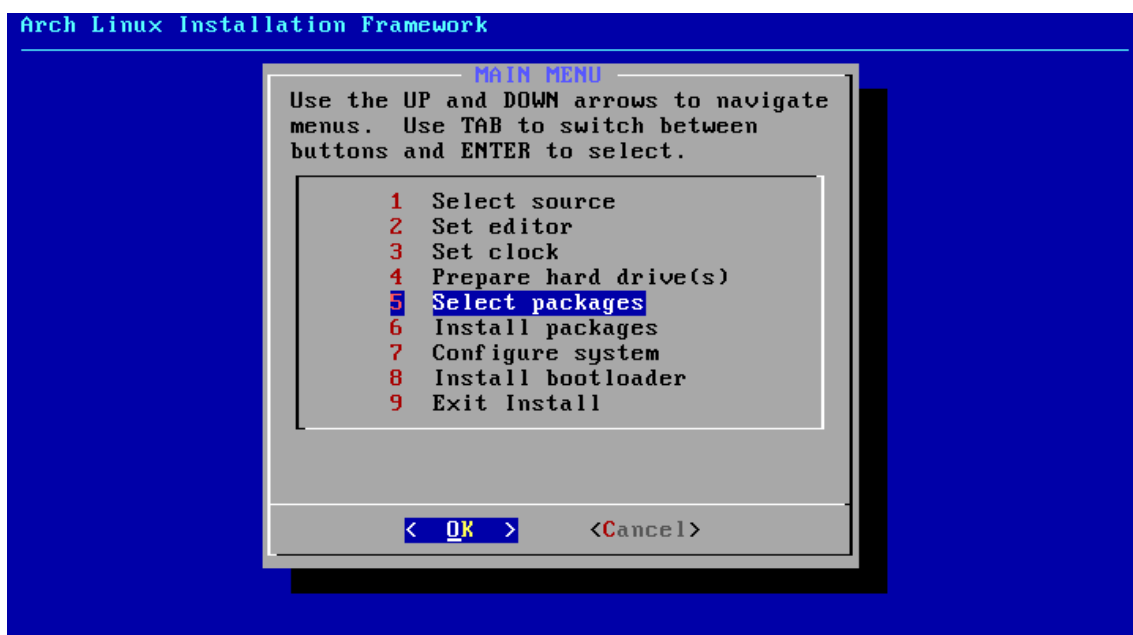 Arch Linux Installation Framework
MAIN MENU
Use the UP and DOWN arrows to navigate
menus. Use TAB to switch between
buttons and ENTER to select.
1 Select source
2 Set editor
3 Set clock
4 Prepare hard drive(s)
5 Select packages
6 Install packages
7 Configure system
8 Install bootloader
9 Exit Install
< OK > <Cancel>